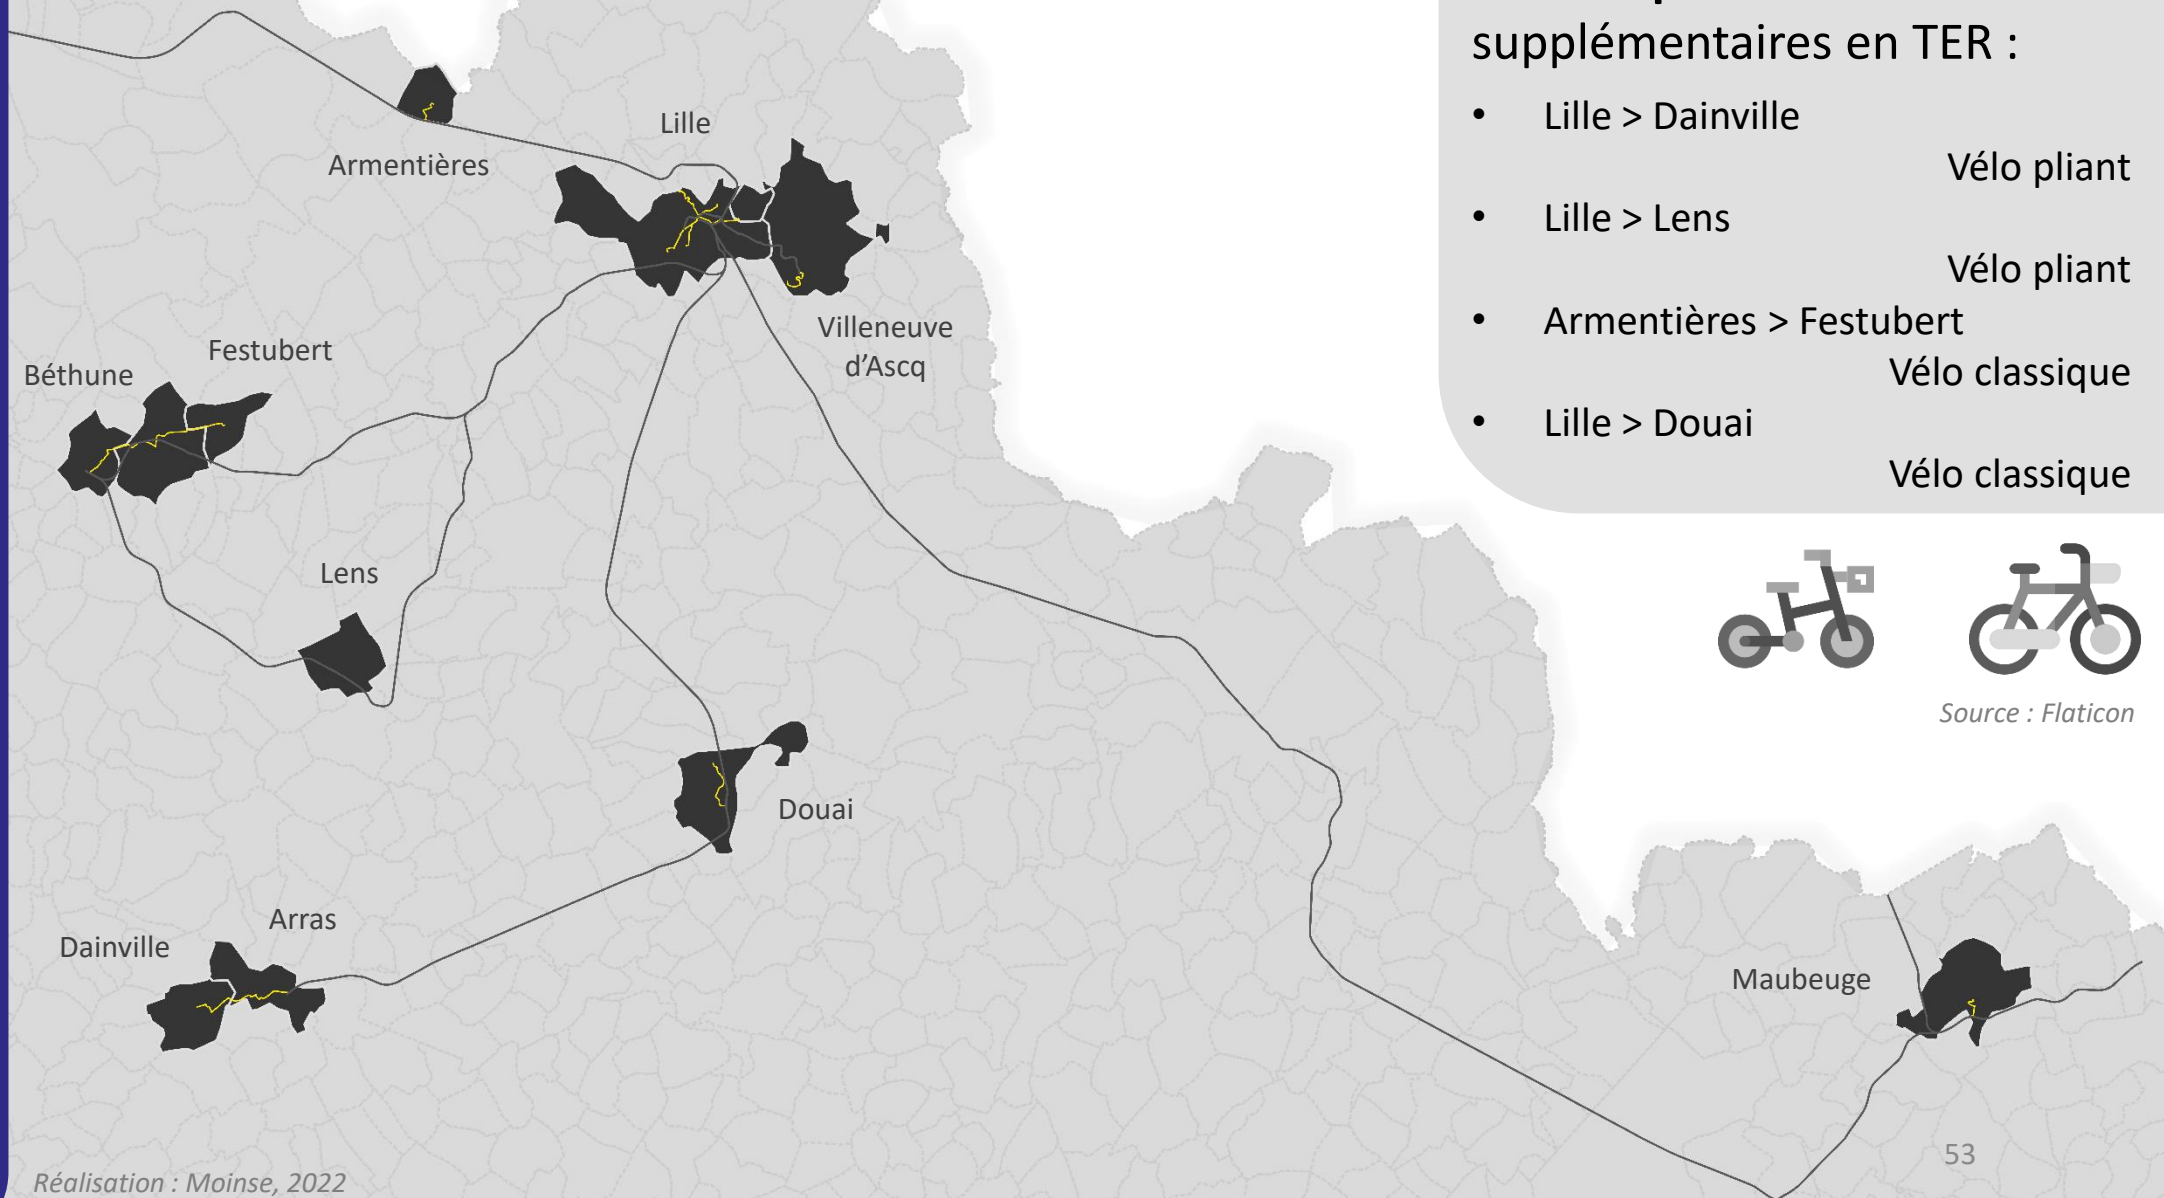 supplémentaires en TER :
• Lille > Dainville
Vélo pliant
• Lille > Lens
Vélo pliant
• Armentières > Festubert
Vélo classique
• Lille > Douai
Vélo classique
Lille
Armentières
Villeneuve
d'Ascq
Festubert
Béthune
Lens
Source : Flaticon
Douai
Arras
Dainville
Maubeuge
53
Réalisation : Moinse, 2022